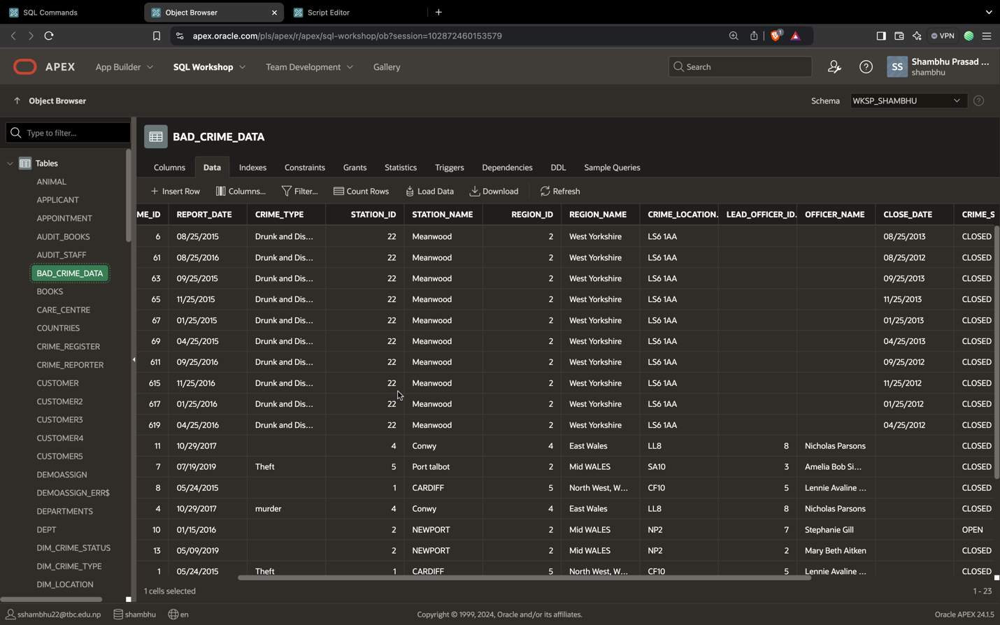 SQL Commands
Object Browser
Script Editor
apex.oracle.com/pls/apex/r/apex/sql-workshop/ob?session=102872460153579
1
VPN
APEX
App Builder
SQL Workshop
Team Development
Gallery
Search
SS
Shambhu Prasad ...
shambhu
Object Browser
Schema
WKSP_SHAMBHU
Type to filter...
Tables
ANIMAL
APPLICANT
APPOINTMENT
AUDIT_BOOKS
AUDIT_STAFF
BAD_CRIME_DATA
BOOKS
CARE_CENTRE
COUNTRIES
CRIME_REGISTER
CRIME_REPORTER
CUSTOMER
CUSTOMER2
CUSTOMER3
CUSTOMER4
CUSTOMER5
DEMOASSIGN
DEMOASSIGN_ERR$
DEPARTMENTS
DEPT
DIM_CRIME_STATUS
DIM_CRIME_TYPE
DIM_LOCATION
BAD_CRIME_DATA
Columns Data Indexes Constraints Grants Statistics Triggers Dependencies DDL Sample Queries
Insert Row Columns... Filter... Count Rows Load Data Download Refresh
ME_ID REPORT_DATE CRIME_TYPE STATION_ID STATION_NAME REGION_ID REGION_NAME CRIME_LOCATION. LEAD_OFFICER_ID. OFFICER_NAME CLOSE_DATE CRIME_S
6 08/25/2015 Drunk and Dis... 22 Meanwood 2 West Yorkshire LS6 1AA 08/25/2013 CLOSED
61 08/25/2016 Drunk and Dis... 22 Meanwood 2 West Yorkshire LS6 1AA 08/25/2012 CLOSED
63 09/25/2015 Drunk and Dis... 22 Meanwood 2 West Yorkshire LS6 1AA 09/25/2013 CLOSED
65 11/25/2015 Drunk and Dis... 22 Meanwood 2 West Yorkshire LS6 1AA 11/25/2013 CLOSED
67 01/25/2015 Drunk and Dis... 22 Meanwood 2 West Yorkshire LS6 1AA 01/25/2013 CLOSED
69 04/25/2015 Drunk and Dis... 22 Meanwood 2 West Yorkshire LS6 1AA 04/25/2013 CLOSED
611 09/25/2016 Drunk and Dis... 22 Meanwood 2 West Yorkshire LS6 1AA 09/25/2012 CLOSED
615 11/25/2016 Drunk and Dis... 22 Meanwood 2 West Yorkshire LS6 1AA 11/25/2012 CLOSED
617 01/25/2016 Drunk and Dis... 22 Meanwood 2 West Yorkshire LS6 1AA 01/25/2012 CLOSED
619 04/25/2016 Drunk and Dis... 22 Meanwood 2 West Yorkshire LS6 1AA 04/25/2012 CLOSED
11 10/29/2017 4 Conwy 4 East Wales LL8 8 Nicholas Parsons CLOSED
7 07/19/2019 Theft 5 Port talbot 2 Mid WALES SA10 3 Amelia Bob Si... CLOSED
8 05/24/2015 1 CARDIFF 5 North West, W... CF10 5 Lennie Avaline ... CLOSED
4 10/29/2017 murder 4 Conwy 4 East Wales LL8 8 Nicholas Parsons CLOSED
10 01/15/2016 2 NEWPORT 2 Mid WALES NP2 7 Stephanie Gill OPEN
13 05/09/2019 2 NEWPORT 2 Mid WALES NP2 2 Mary Beth Aitken CLOSED
1 05/24/2015 Theft 1 CARDIFF 5 North West, W... CF10 5 Lennie Avaline ... CLOSED
1 cells selected
1 - 23
sshambhu22@tbc.edu.np shambhu en
Copyright © 1999, 2024, Oracle and/or its affiliates.
Oracle APEX 24.1.5